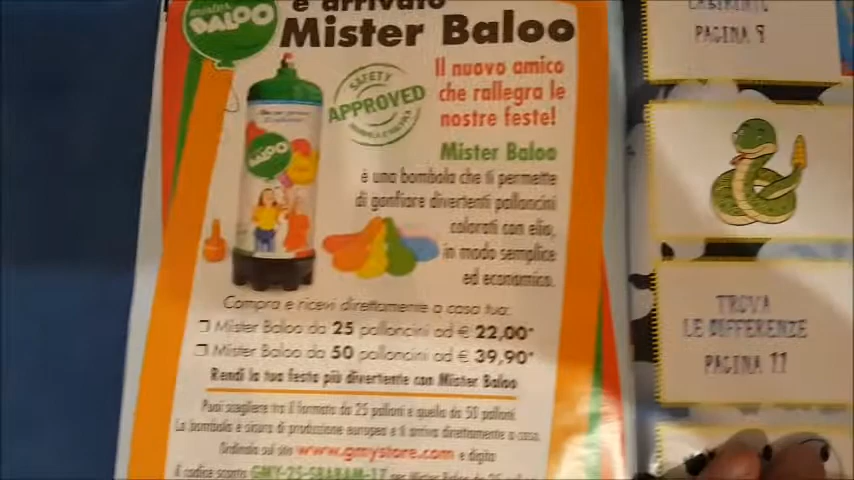 è arrivato
Mister Baloo
mister
BALOO
SAFETY
APPROVED
Il nuovo amico
che rallegra le
nostre feste!
Mister Baloo
è una bombola che ti permette
di gonfiare divertenti palloncini
colorati con elio,
in modo semplice
ed economico.
BALOO
Compra e ricevi direttamente a casa tua:
Mister Baloo da 25 palloncini ad € 22,00*
Mister Baloo da 50 palloncini ad € 39,90*
Rendi la tua festa più divertente con Mister Baloo
Puoi scegliere tra il formato da 25 palloni e quello da 50 palloni.
La bombola è sicura di produzione europea e ti arriva direttamente a casa.
Ordinala sul sito www.gmystore.com e digita
il codice sconto
PAGINA 9
TROVA
LE DIFFERENZE
PAGINA 11